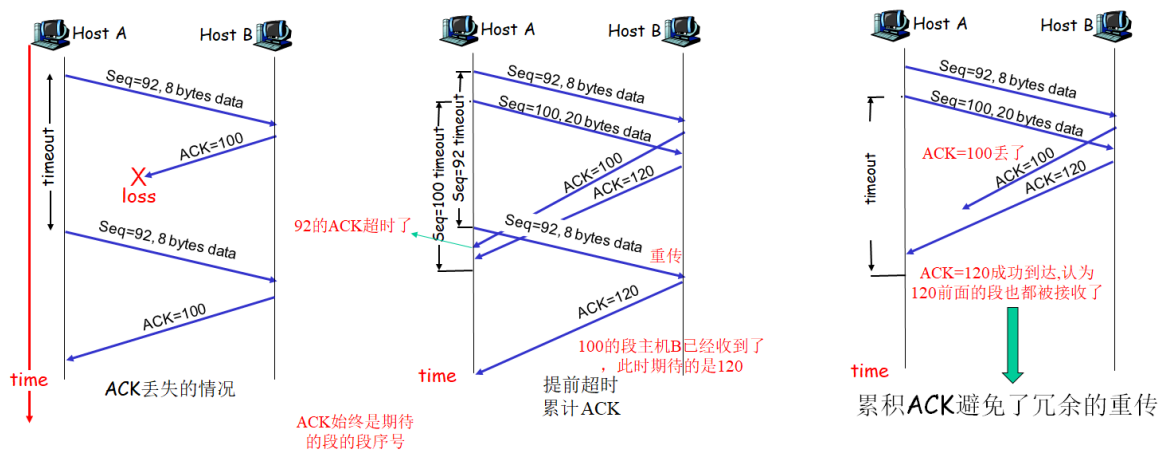 Host A
Host B
Seq=92, 8 bytes data
timeout
ACK=100
X
loss
Seq=92, 8 bytes data
ACK=100
time
ACK丢失的情况
Host A
Host B
Seq=92, 8 bytes data
Seq=100, 20 bytes data
Seq=100 timeout
Seq=92 timeout
ACK=100
ACK=120
92的ACK超时了
Seq=92, 8 bytes data
重传
ACK=120
100的段主机B已经收到了
，此时期待的是120
time
提前超时
累计ACK
ACK始终是期待
的段的段序号
Host A
Host B
Seq=92, 8 bytes data
Seq=100, 20 bytes data
timeout
ACK=100丢了
ACK=100
ACK=120
ACK=120成功到达,认为
120前面的段也都被接收了
time
累积ACK避免了冗余的重传